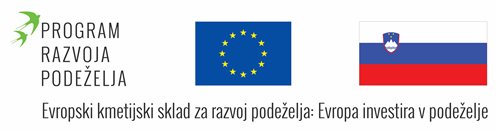 PROGRAM
RAZVOJA
PODEŽELJA
Evropski kmetijski sklad za razvoj podeželja: Evropa investira v podeželje